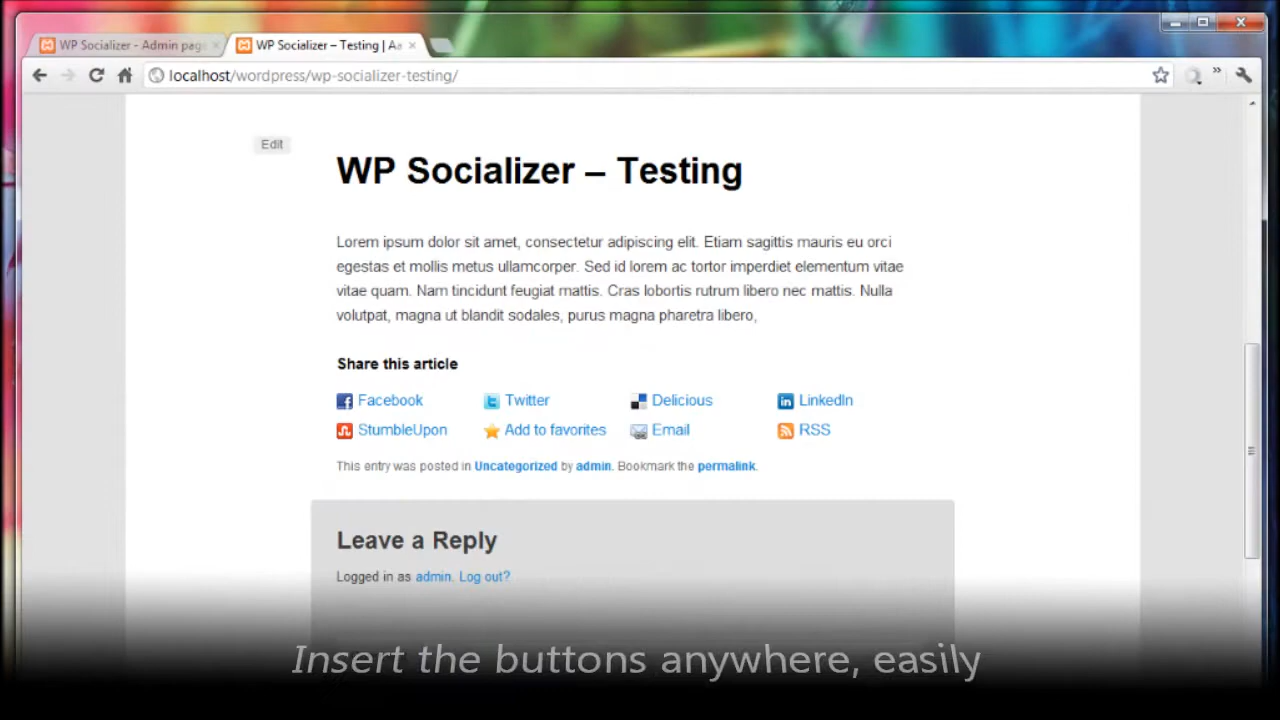 WP Socializer - Admin page
WP Socializer – Testing | Aa
localhost/wordpress/wp-socializer-testing/
Edit
WP Socializer – Testing
Lorem ipsum dolor sit amet, consectetur adipiscing elit. Etiam sagittis mauris eu orci
egestas et mollis metus ullamcorper. Sed id lorem ac tortor imperdiet elementum vitae
vitae quam. Nam tincidunt feugiat mattis. Cras lobortis rutrum libero nec mattis. Nulla
volutpat, magna ut blandit sodales, purus magna pharetra libero,
Share this article
Facebook Twitter Delicious LinkedIn
StumbleUpon Add to favorites Email RSS
This entry was posted in Uncategorized by admin. Bookmark the permalink.
Leave a Reply
Logged in as admin. Log out?
Insert the buttons anywhere, easily